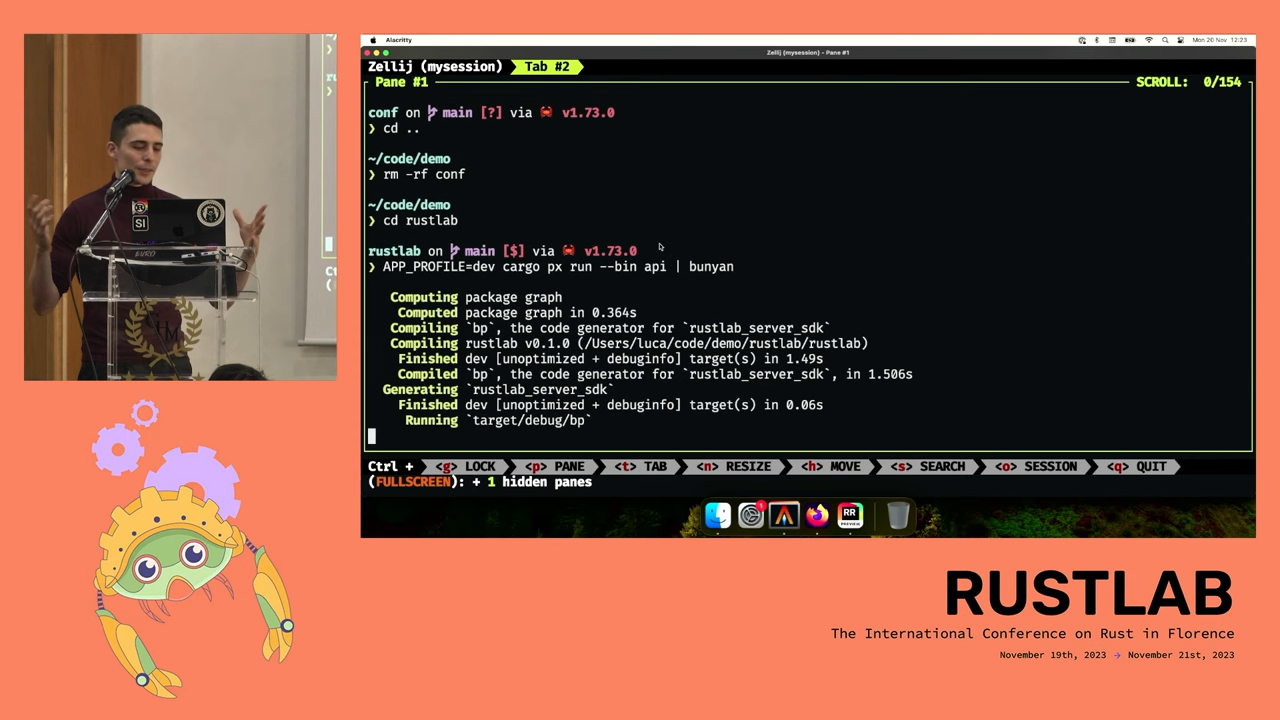 Alacritty
Mon 20 Nov 12:23
Zellij (mysession) - Pane #1
Zellij (mysession) Tab #2
Pane #1 SCROLL: 0/154
conf on main [?] via v1.73.0
❯ cd ..
~/code/demo
❯ rm -rf conf
~/code/demo
❯ cd rustlab
rustlab on main [$] via v1.73.0
❯ APP_PROFILE=dev cargo px run --bin api | bunyan
Computing package graph
Computed package graph in 0.364s
Compiling `bp`, the code generator for `rustlab_server_sdk`
Compiling rustlab v0.1.0 (/Users/luca/code/demo/rustlab/rustlab)
Finished dev [unoptimized + debuginfo] target(s) in 1.49s
Compiled `bp`, the code generator for `rustlab_server_sdk`, in 1.506s
Generating `rustlab_server_sdk`
Finished dev [unoptimized + debuginfo] target(s) in 0.06s
Running `target/debug/bp`
Ctrl + <g> LOCK <p> PANE <t> TAB <n> RESIZE <h> MOVE <s> SEARCH <o> SESSION <q> QUIT
(FULLSCREEN): + 1 hidden panes
RR
PREVIEW
SI
HM
RUSTLAB
The International Conference on Rust in Florence
November 19th, 2023 → November 21st, 2023